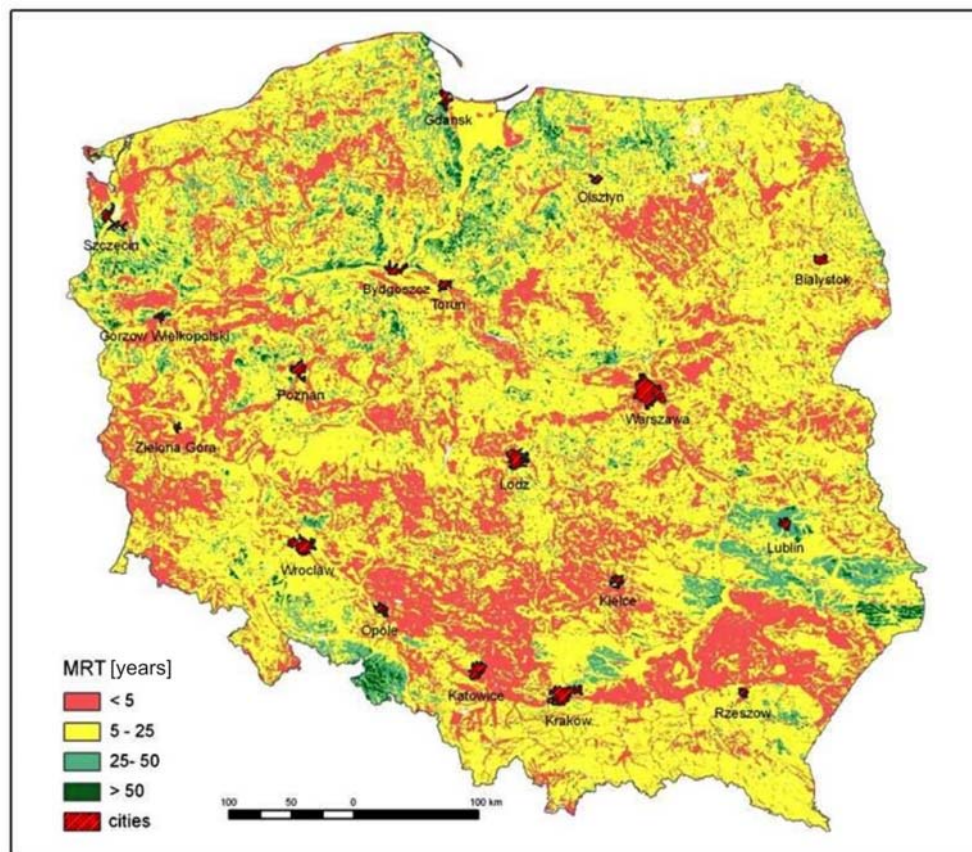 Gdansk
Olsztyn
Szczecin
Bialystok
Bydgoszcz
Torun
Gorzow Wielkopolski
Poznan
Warszawa
Zielona Gora
Lodz
Lublin
Wroclaw
Kielce
Opole
MRT [years]
< 5
5 - 25
25- 50
> 50
cities
Katowice
Kraków
Rzeszow
100 50 0 100 km